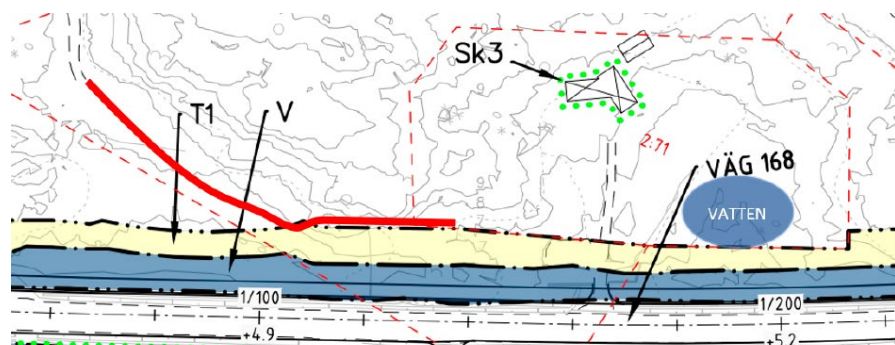 Sk3
T1
V
2.71
VÄG 168
VATTEN
1/100
1/200
+4.9
+5.2